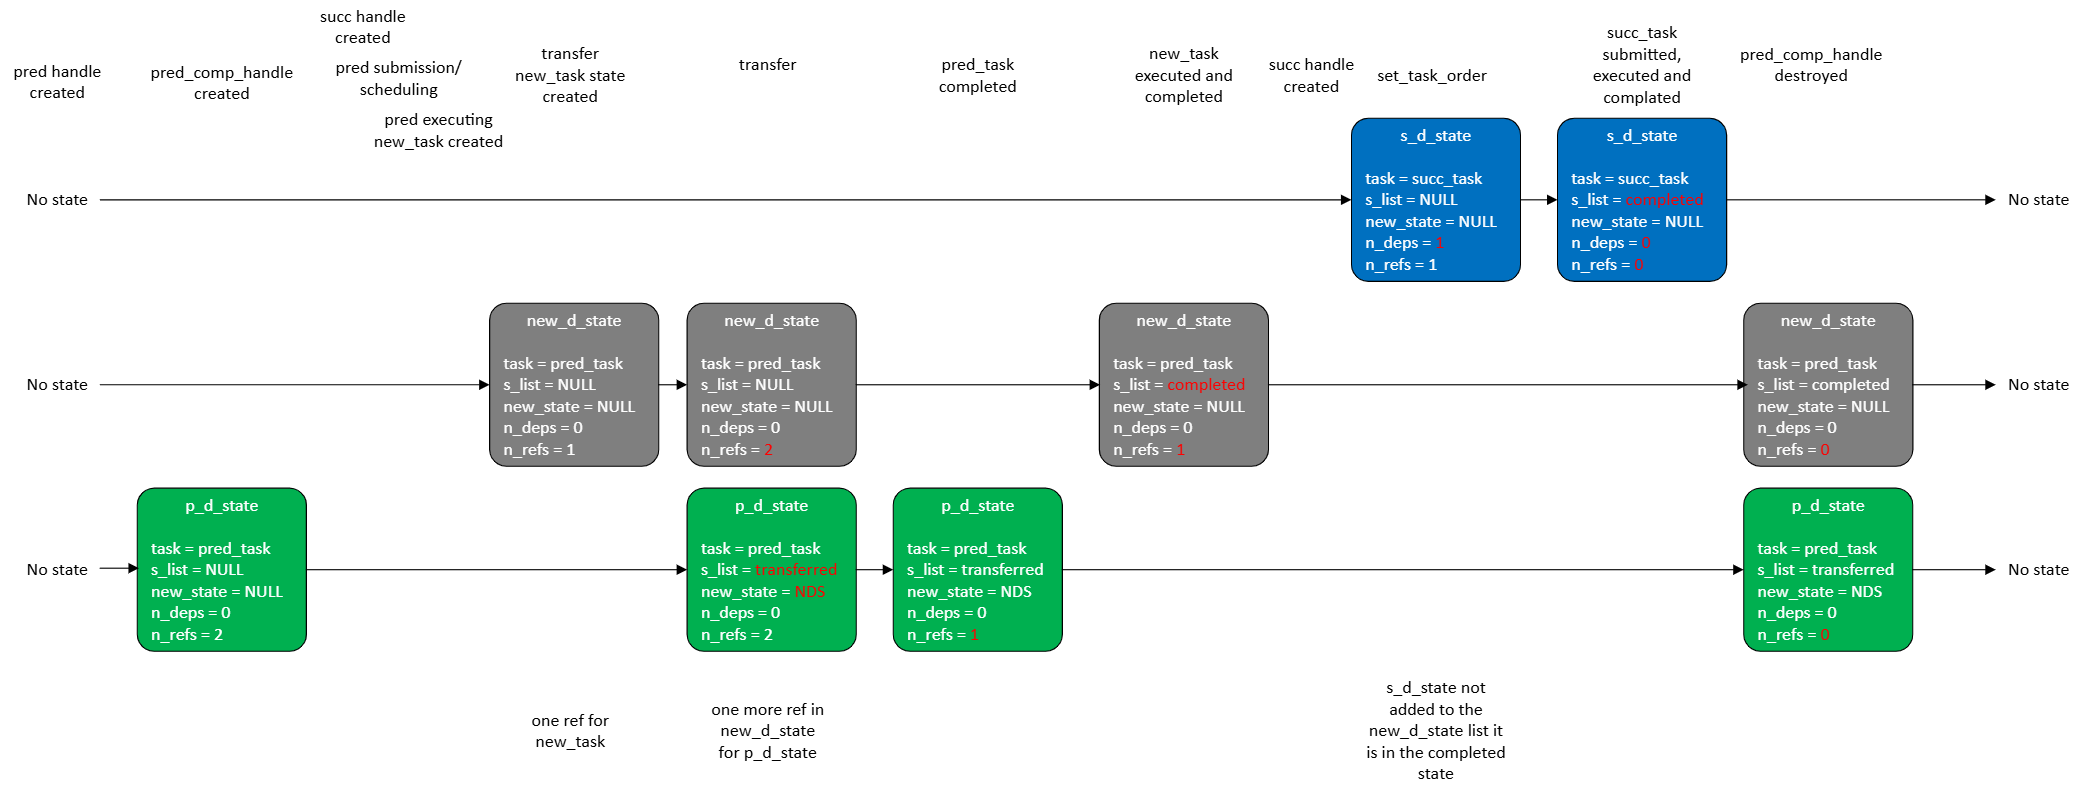 pred handle
created
pred_comp_handle
created
succ handle
created
pred submission/
scheduling
pred executing
new_task created
transfer
new_task state
created
transfer
pred_task
completed
new_task
executed and
completed
succ handle
created
set_task_order
succ_task
submitted,
executed and
complated
pred_comp_handle
destroyed
No state
s_d_state
task = succ_task
s_list = NULL
new_state = NULL
n_deps = 1
n_refs = 1
s_d_state
task = succ_task
s_list = completed
new_state = NULL
n_deps = 0
n_refs = 0
No state
No state
new_d_state
task = pred_task
s_list = NULL
new_state = NULL
n_deps = 0
n_refs = 1
new_d_state
task = pred_task
s_list = NULL
new_state = NULL
n_deps = 0
n_refs = 2
new_d_state
task = pred_task
s_list = completed
new_state = NULL
n_deps = 0
n_refs = 1
new_d_state
task = pred_task
s_list = completed
new_state = NULL
n_deps = 0
n_refs = 0
No state
No state
p_d_state
task = pred_task
s_list = NULL
new_state = NULL
n_deps = 0
n_refs = 2
p_d_state
task = pred_task
s_list = transferred
new_state = NDS
n_deps = 0
n_refs = 2
p_d_state
task = pred_task
s_list = transferred
new_state = NDS
n_deps = 0
n_refs = 1
p_d_state
task = pred_task
s_list = transferred
new_state = NDS
n_deps = 0
n_refs = 0
No state
one ref for
new_task
one more ref in
new_d_state
for p_d_state
s_d_state not
added to the
new_d_state list it
is in the completed
state